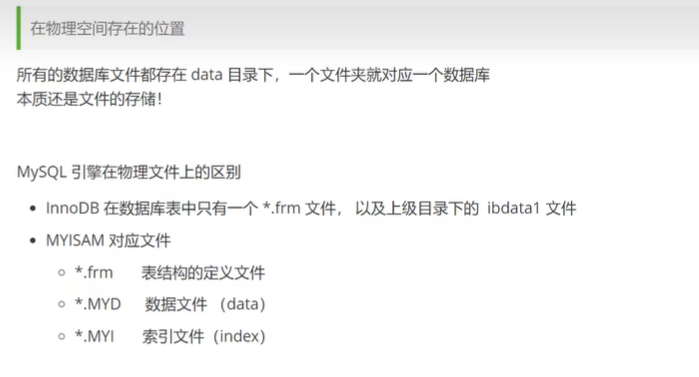 在物理空间存在的位置
所有的数据库文件都存在 data 目录下，一个文件夹就对应一个数据库
本质还是文件的存储！
MySQL 引擎在物理文件上的区别
• InnoDB 在数据库表中只有一个 *.frm 文件， 以及上级目录下的 ibdata1 文件
• MYISAM 对应文件
○ *.frm 表结构的定义文件
○ *.MYD 数据文件 （data）
○ *.MYI 索引文件（index）